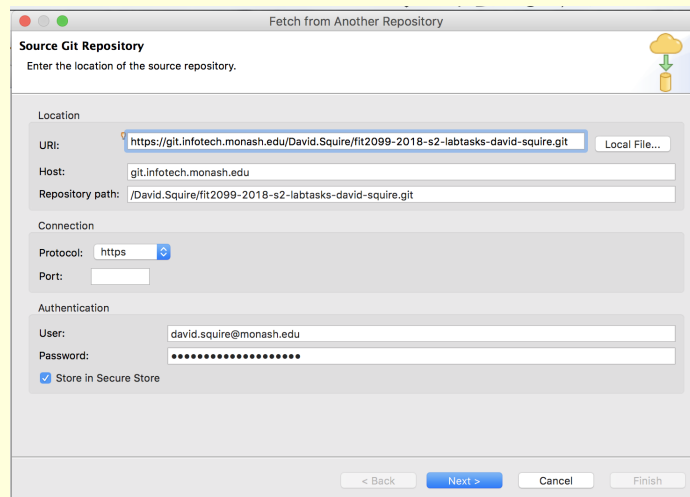 Fetch from Another Repository
Source Git Repository
Enter the location of the source repository.
Location
URI: https://git.infotech.monash.edu/David.Squire/fit2099-2018-s2-labtasks-david-squire.git Local File...
Host: git.infotech.monash.edu
Repository path: /David.Squire/fit2099-2018-s2-labtasks-david-squire.git
Connection
Protocol: https
Port:
Authentication
User: david.squire@monash.edu
Password: ●●●●●●●●●●●●●●●●●●●●
Store in Secure Store
< Back Next > Cancel Finish